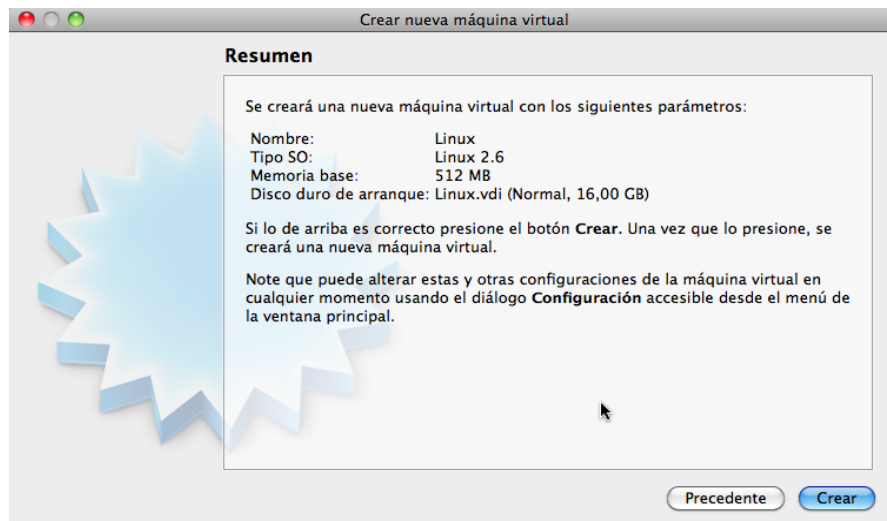 Crear nueva máquina virtual
Resumen
Se creará una nueva máquina virtual con los siguientes parámetros:
Nombre: Linux
Tipo SO: Linux 2.6
Memoria base: 512 MB
Disco duro de arranque: Linux.vdi (Normal, 16,00 GB)
Si lo de arriba es correcto presione el botón Crear. Una vez que lo presione, se
creará una nueva máquina virtual.
Note que puede alterar estas y otras configuraciones de la máquina virtual en
cualquier momento usando el diálogo Configuración accesible desde el menú de
la ventana principal.
Precedente Crear